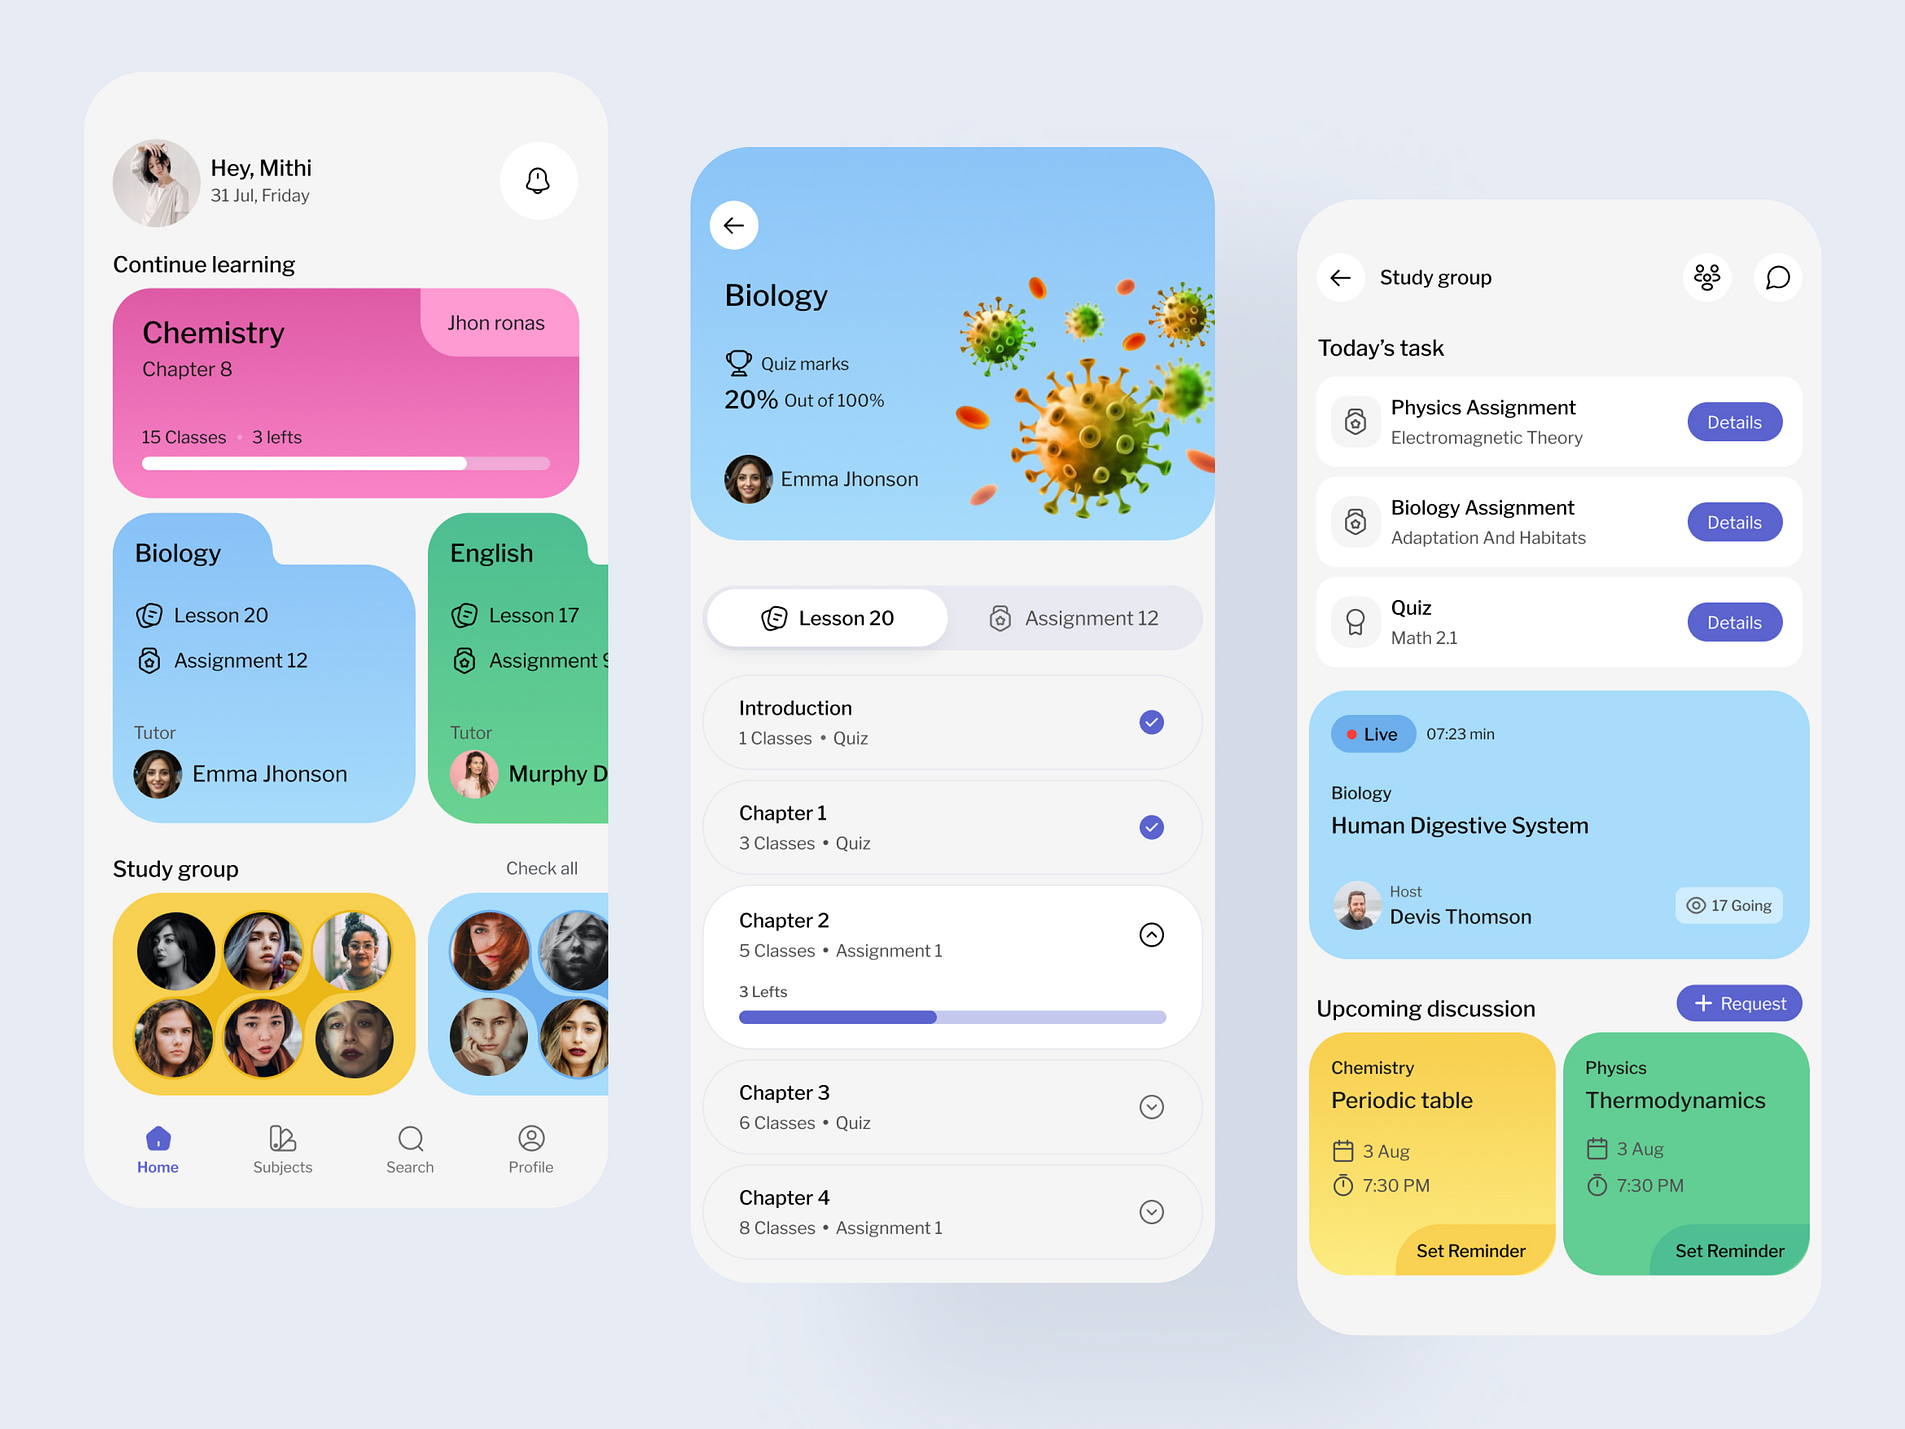 Hey, Mithi
31 Jul, Friday
Continue learning
Chemistry
Jhon ronas
Chapter 8
15 Classes • 3 lefts
Biology
Lesson 20
Assignment 12
Tutor
Emma Jhonson
English
Lesson 17
Assignment 9
Tutor
Murphy D
Study group
Check all
Home
Subjects
Search
Profile
Biology
Quiz marks
20% Out of 100%
Emma Jhonson
Lesson 20
Assignment 12
Introduction
1 Classes • Quiz
Chapter 1
3 Classes • Quiz
Chapter 2
5 Classes • Assignment 1
3 Lefts
Chapter 3
6 Classes • Quiz
Chapter 4
8 Classes • Assignment 1
Study group
Today's task
Physics Assignment
Electromagnetic Theory
Details
Biology Assignment
Adaptation And Habitats
Details
Quiz
Math 2.1
Details
Live
07:23 min
Biology
Human Digestive System
Host
Devis Thomson
17 Going
Upcoming discussion
Request
Chemistry
Periodic table
3 Aug
7:30 PM
Set Reminder
Physics
Thermodynamics
3 Aug
7:30 PM
Set Reminder